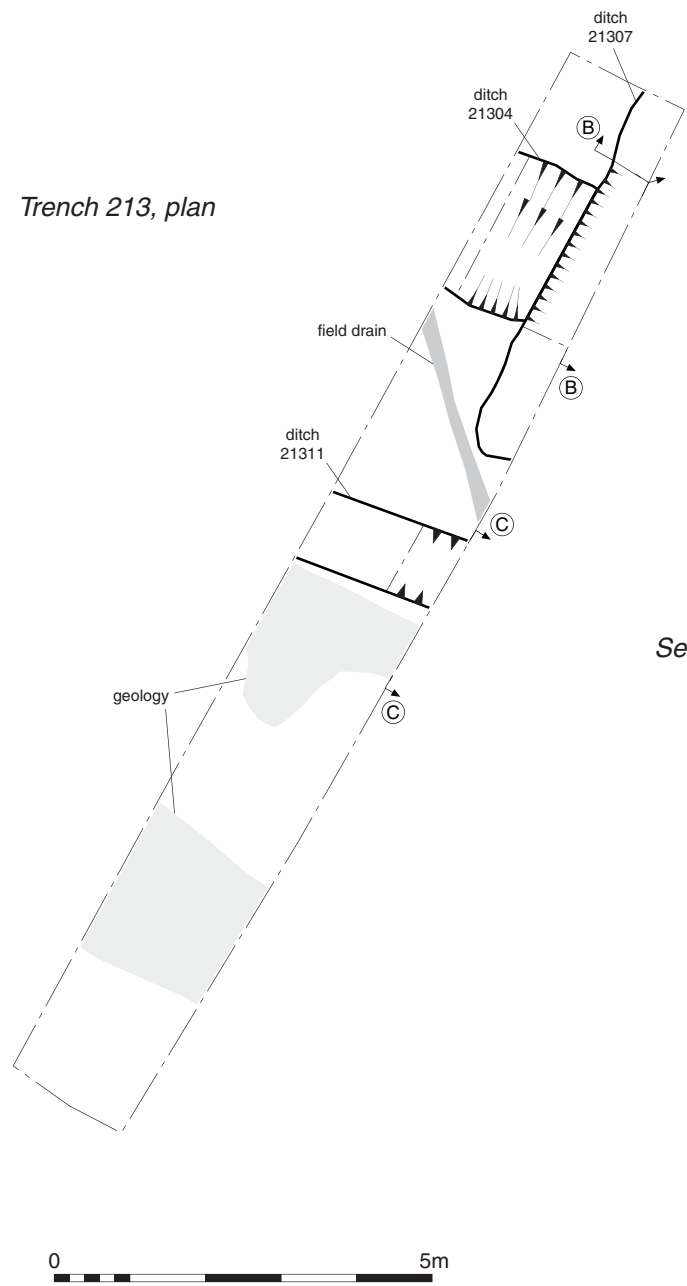 ditch
21307
ditch
21304
B
Trench 213, plan
field drain
B
ditch
21311
C
Se
geology
C
0 5m